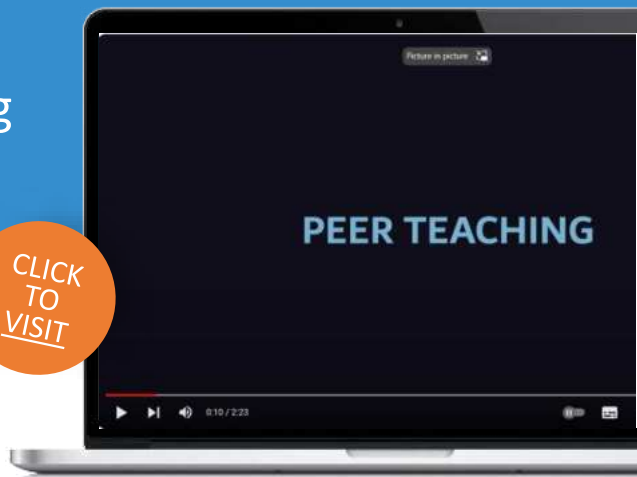 g
Picture in picture
PEER TEACHING
CLICK
TO
VISIT
0:10 / 2:23